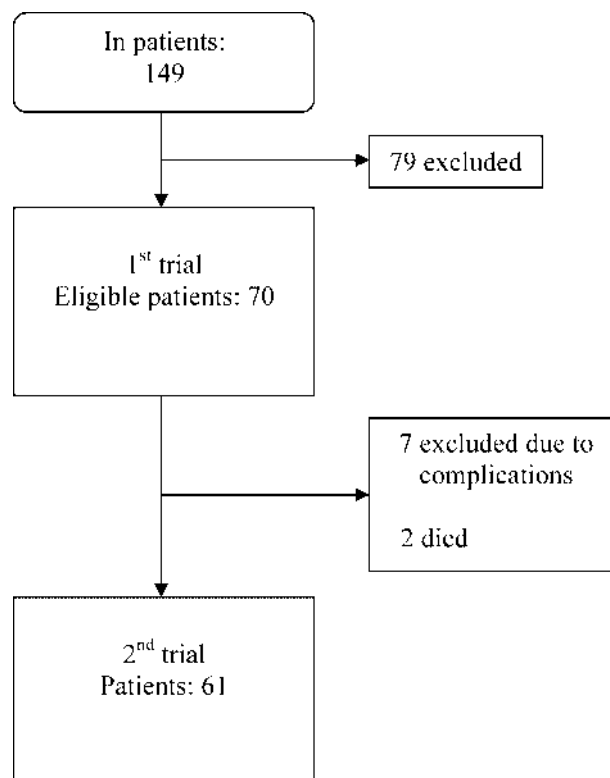 In patients:
149
79 excluded
1st trial
Eligible patients: 70
7 excluded due to
complications
2 died
2nd trial
Patients: 61